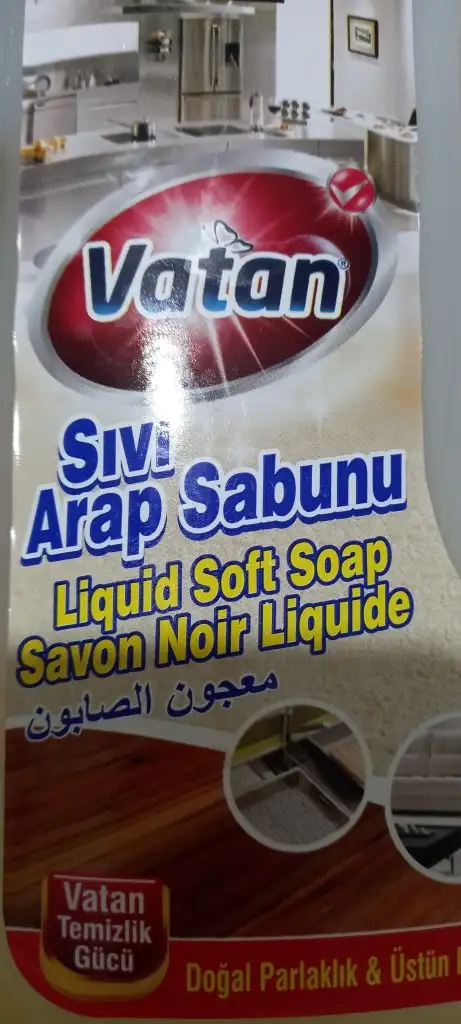 Vatan
Sıvı
Arap Sabunu
Liquid Soft Soap
Savon Noir Liquide
معجون الصابون
Vatan
Temizlik
Gücü
Doğal Parlaklık & Üstün